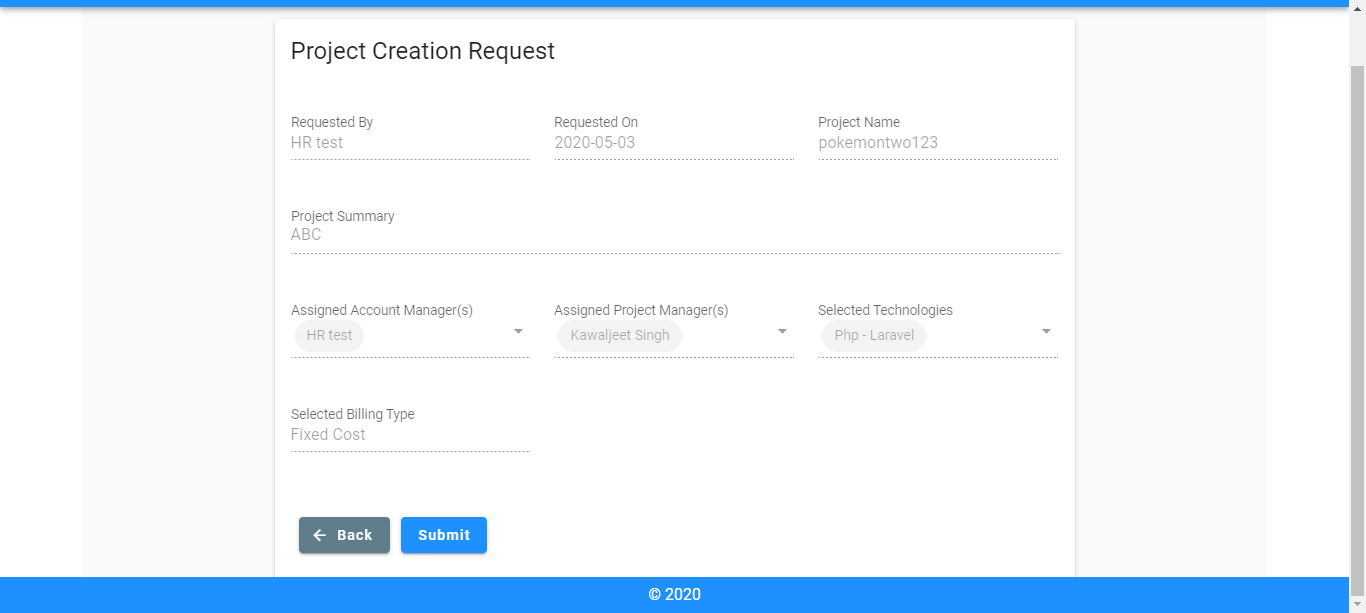 Project Creation Request
Requested By Requested On Project Name
HR test 2020-05-03 pokemontwo123
Project Summary
ABC
Assigned Account Manager(s) Assigned Project Manager(s) Selected Technologies
HR test Kawaljeet Singh Php - Laravel
Selected Billing Type
Fixed Cost
Back Submit
© 2020